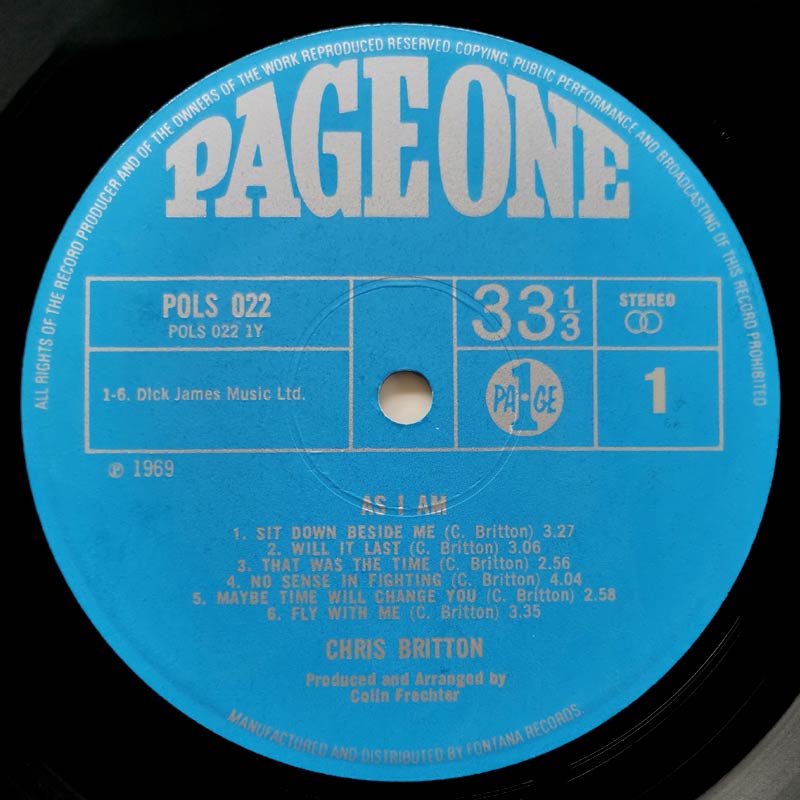 ALL RIGHTS OF THE RECORD PRODUCER AND OF THE OWNERS OF THE WORK REPRODUCED RESERVED COPYING, PUBLIC PERFORMANCE AND BROADCASTING OF THIS RECORD PROHIBITED
PAGE ONE
POLS 022
POLS 022 1Y
33 1/3
STEREO
1-6. Dick James Music Ltd.
PA·GE
1
1
℗ 1969
AS I AM
1. SIT DOWN BESIDE ME (C. Britton) 3.27
2. WILL IT LAST (C. Britton) 3.06
3. THAT WAS THE TIME (C. Britton) 2.56
4. NO SENSE IN FIGHTING (C. Britton) 4.04
5. MAYBE TIME WILL CHANGE YOU (C. Britton) 2.58
6. FLY WITH ME (C. Britton) 3.35
CHRIS BRITTON
Produced and Arranged by
Colin Frechter
MANUFACTURED AND DISTRIBUTED BY FONTANA RECORDS.